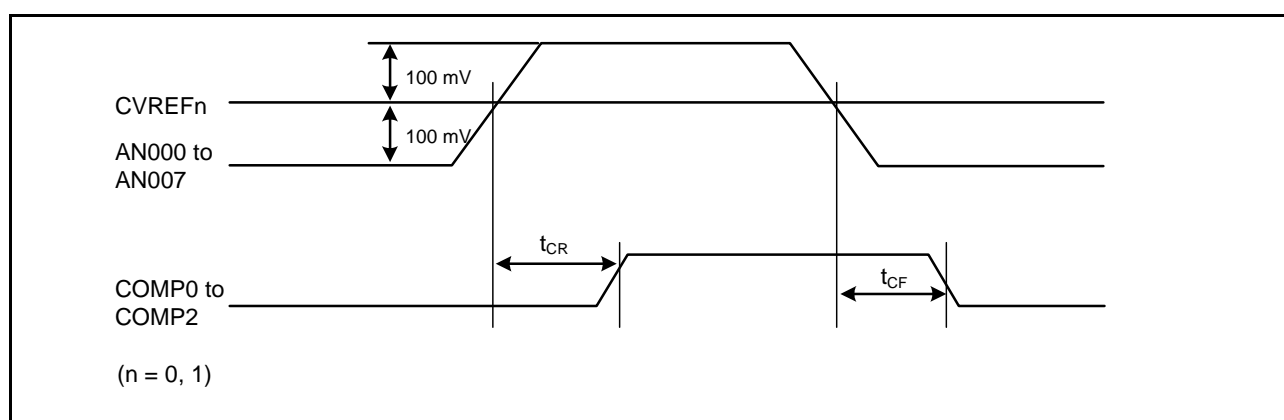 100 mV
CVREFn
100 mV
AN000 to
AN007
tCR
tCF
COMP0 to
COMP2
(n = 0, 1)